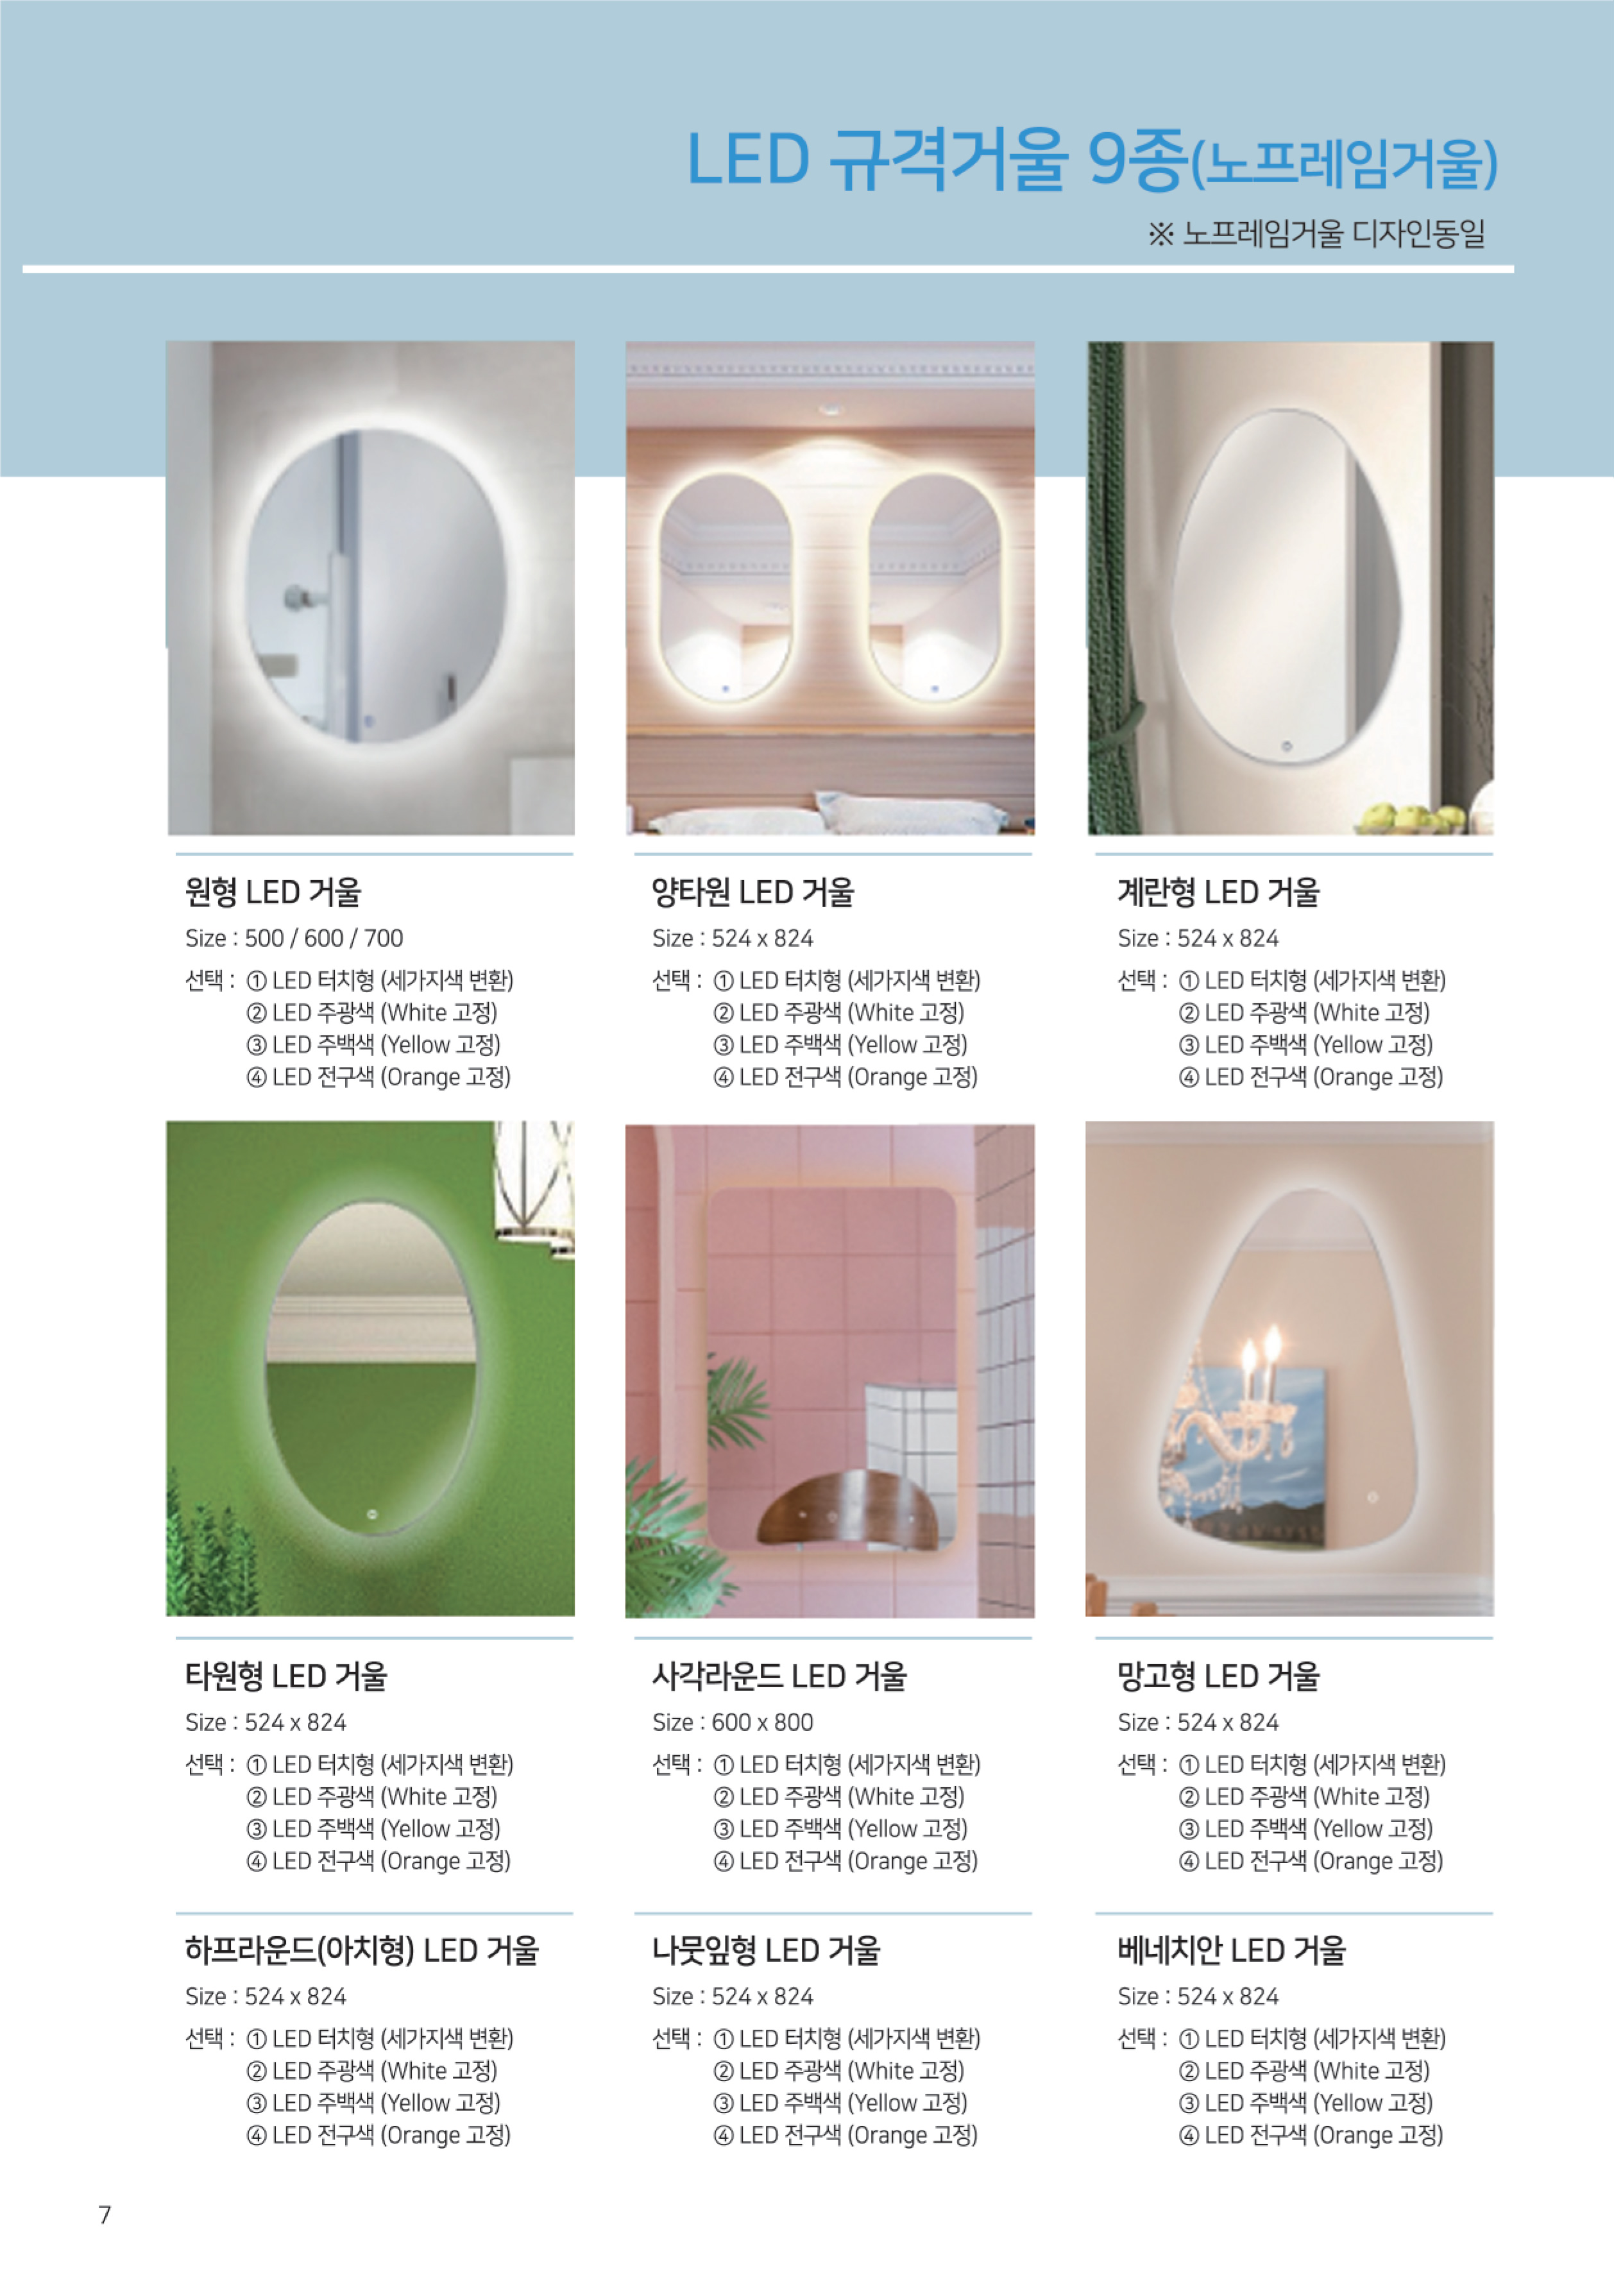 LED 규격거울 9종(노프레임거울)
※ 노프레임거울 디자인동일
원형 LED 거울
Size : 500 / 600 / 700
선택 : ① LED 터치형 (세가지색 변환)
② LED 주광색 (White 고정)
③ LED 주백색 (Yellow 고정)
④ LED 전구색 (Orange 고정)
양타원 LED 거울
Size : 524 x 824
선택 : ① LED 터치형 (세가지색 변환)
② LED 주광색 (White 고정)
③ LED 주백색 (Yellow 고정)
④ LED 전구색 (Orange 고정)
계란형 LED 거울
Size : 524 x 824
선택 : ① LED 터치형 (세가지색 변환)
② LED 주광색 (White 고정)
③ LED 주백색 (Yellow 고정)
④ LED 전구색 (Orange 고정)
타원형 LED 거울
Size : 524 x 824
선택 : ① LED 터치형 (세가지색 변환)
② LED 주광색 (White 고정)
③ LED 주백색 (Yellow 고정)
④ LED 전구색 (Orange 고정)
사각라운드 LED 거울
Size : 600 x 800
선택 : ① LED 터치형 (세가지색 변환)
② LED 주광색 (White 고정)
③ LED 주백색 (Yellow 고정)
④ LED 전구색 (Orange 고정)
망고형 LED 거울
Size : 524 x 824
선택 : ① LED 터치형 (세가지색 변환)
② LED 주광색 (White 고정)
③ LED 주백색 (Yellow 고정)
④ LED 전구색 (Orange 고정)
하프라운드(아치형) LED 거울
Size : 524 x 824
선택 : ① LED 터치형 (세가지색 변환)
② LED 주광색 (White 고정)
③ LED 주백색 (Yellow 고정)
④ LED 전구색 (Orange 고정)
나뭇잎형 LED 거울
Size : 524 x 824
선택 : ① LED 터치형 (세가지색 변환)
② LED 주광색 (White 고정)
③ LED 주백색 (Yellow 고정)
④ LED 전구색 (Orange 고정)
베네치안 LED 거울
Size : 524 x 824
선택 : ① LED 터치형 (세가지색 변환)
② LED 주광색 (White 고정)
③ LED 주백색 (Yellow 고정)
④ LED 전구색 (Orange 고정)
7